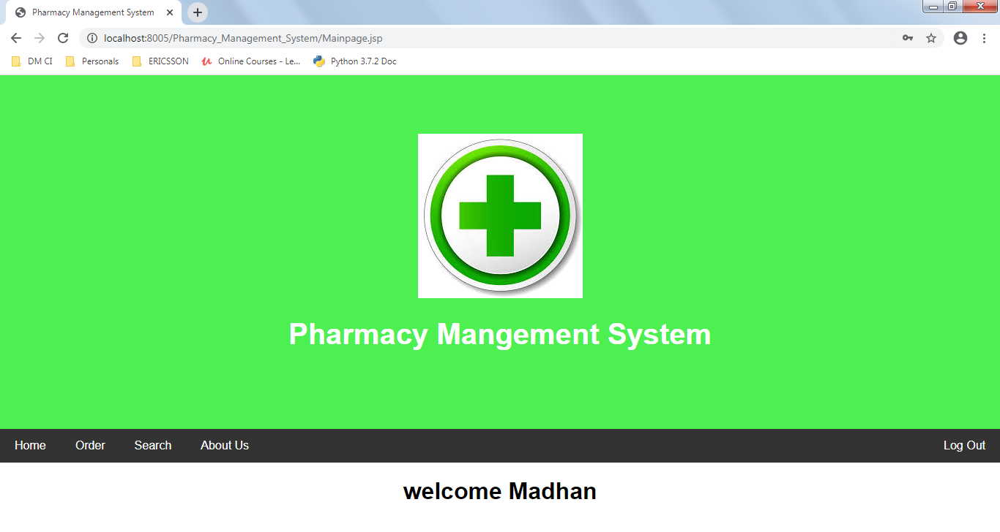 Pharmacy Management System
localhost:8005/Pharmacy_Management_System/Mainpage.jsp
DM CI Personals ERICSSON Online Courses - Le... Python 3.7.2 Doc
Pharmacy Mangement System
Home Order Search About Us Log Out
welcome Madhan